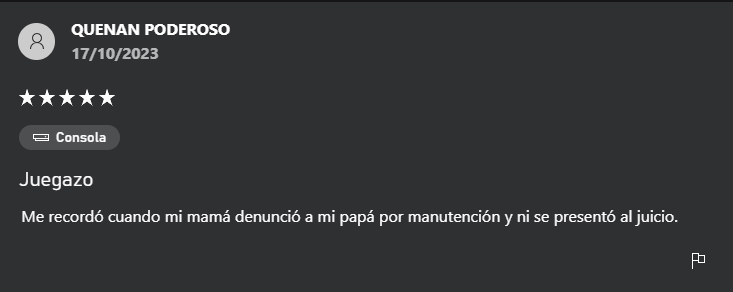 QUENAN PODEROSO
17/10/2023
Consola
Juegazo
Me recordó cuando mi mamá denunció a mi papá por manutención y ni se presentó al juicio.